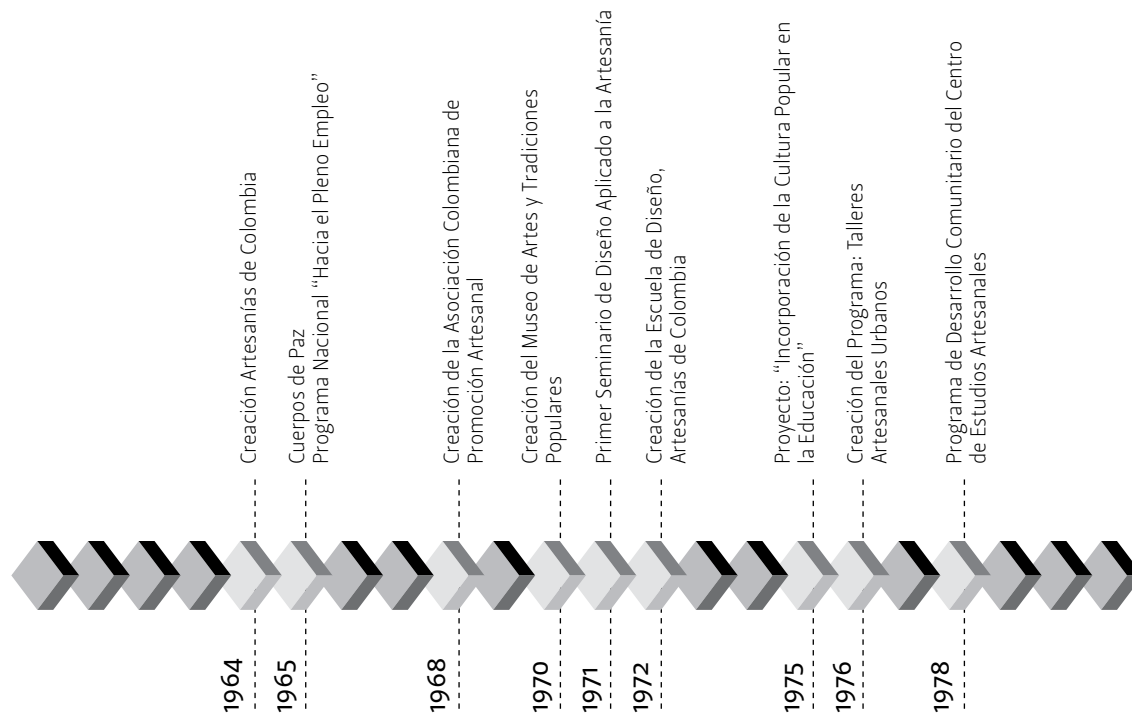 1964
Creación Artesanías de Colombia
1965
Cuerpos de Paz
Programa Nacional “Hacia el Pleno Empleo”
1968
Creación de la Asociación Colombiana de
Promoción Artesanal
1970
Creación del Museo de Artes y Tradiciones
Populares
1971
Primer Seminario de Diseño Aplicado a la Artesanía
1972
Creación de la Escuela de Diseño,
Artesanías de Colombia
1975
Proyecto: “Incorporación de la Cultura Popular en
la Educación”
1976
Creación del Programa: Talleres
Artesanales Urbanos
1978
Programa de Desarrollo Comunitario del Centro
de Estudios Artesanales